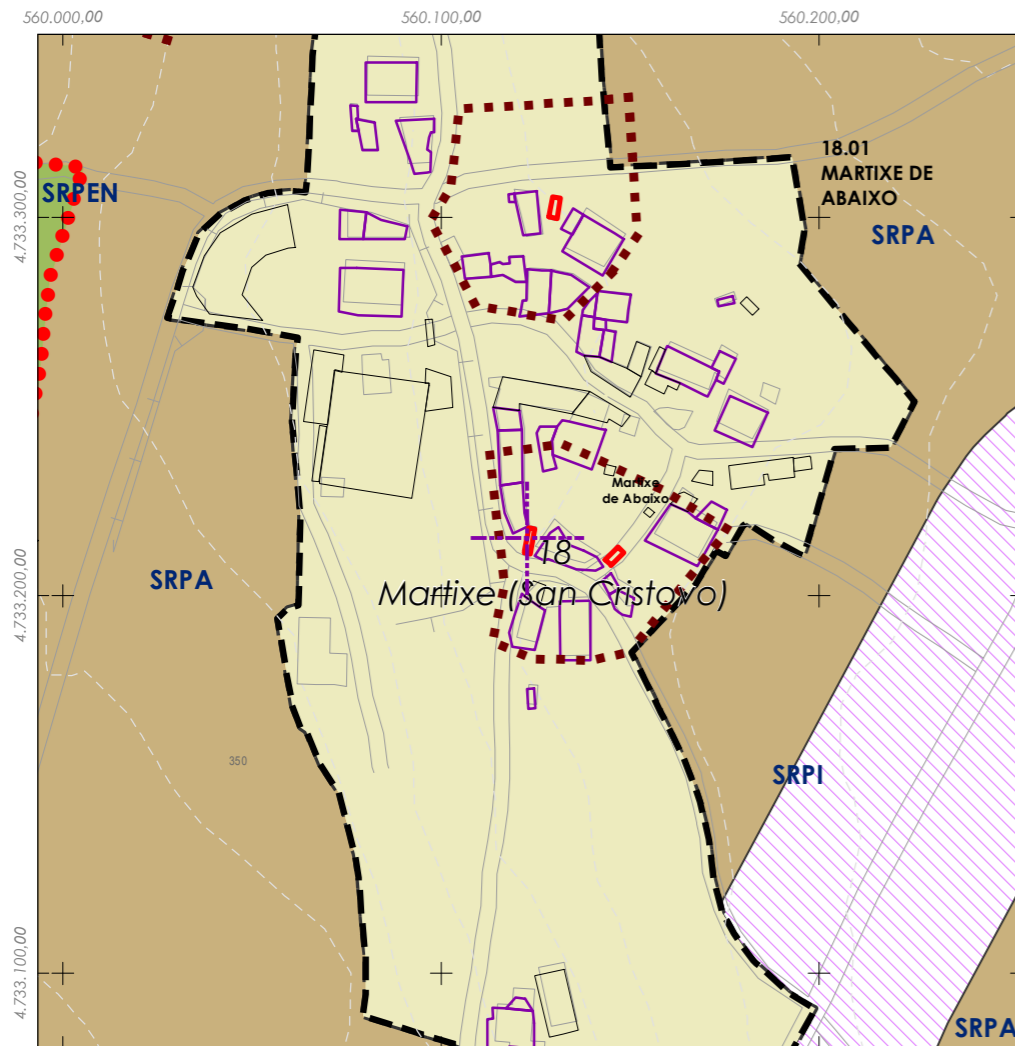 560.000,00
560.100,00
560.200,00
18.01
MARTIXE DE
ABAIXO
SRPEN
4.733.300,00
SRPA
Martixe
de Abaixo
18
SRPA
4.733.200,00
Martixe (San Cristovo)
350
SRPI
4.733.100,00
SRPA